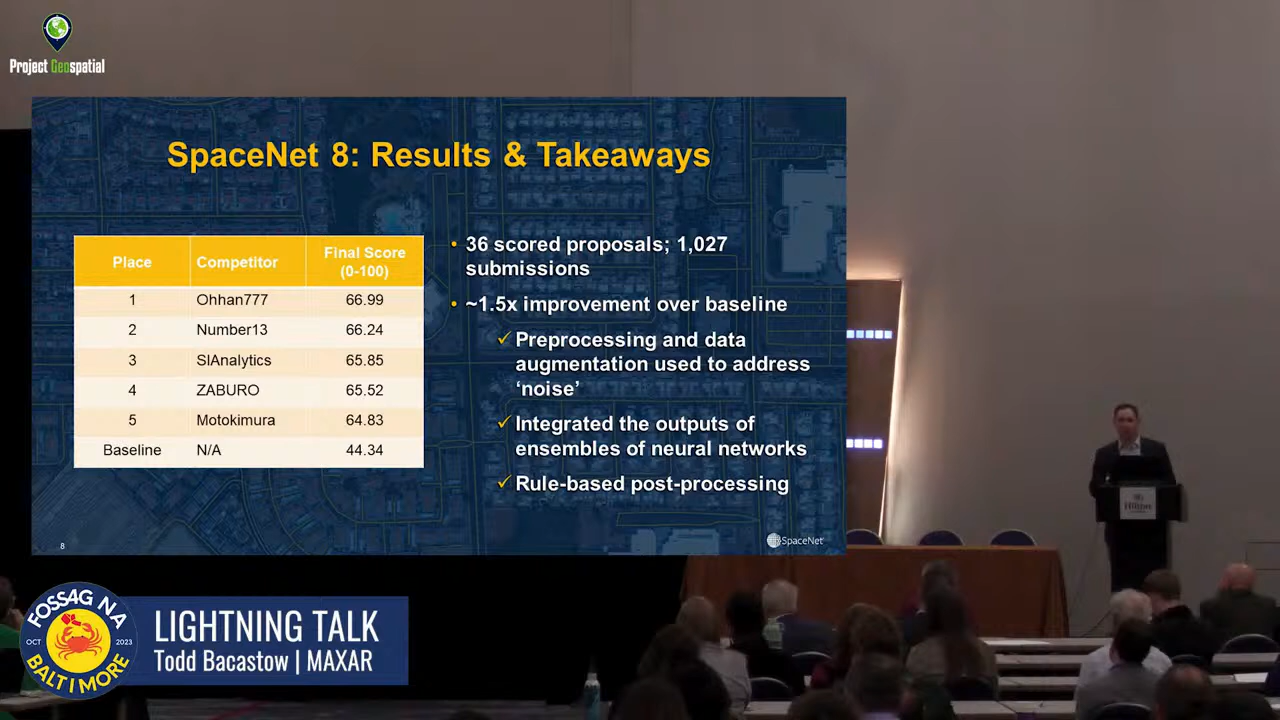 Project Geospatial
SpaceNet 8: Results & Takeaways
Place Competitor Final Score (0-100)
1 Ohhan777 66.99
2 Number13 66.24
3 SIAnalytics 65.85
4 ZABURO 65.52
5 Motokimura 64.83
Baseline N/A 44.34
• 36 scored proposals; 1,027
submissions
• ~1.5x improvement over baseline
✓ Preprocessing and data
augmentation used to address
‘noise’
✓ Integrated the outputs of
ensembles of neural networks
✓ Rule-based post-processing
8
SpaceNet
Hilton
FOSS4G NA
OCT 2023
BALTIMORE
LIGHTNING TALK
Todd Bacastow | MAXAR